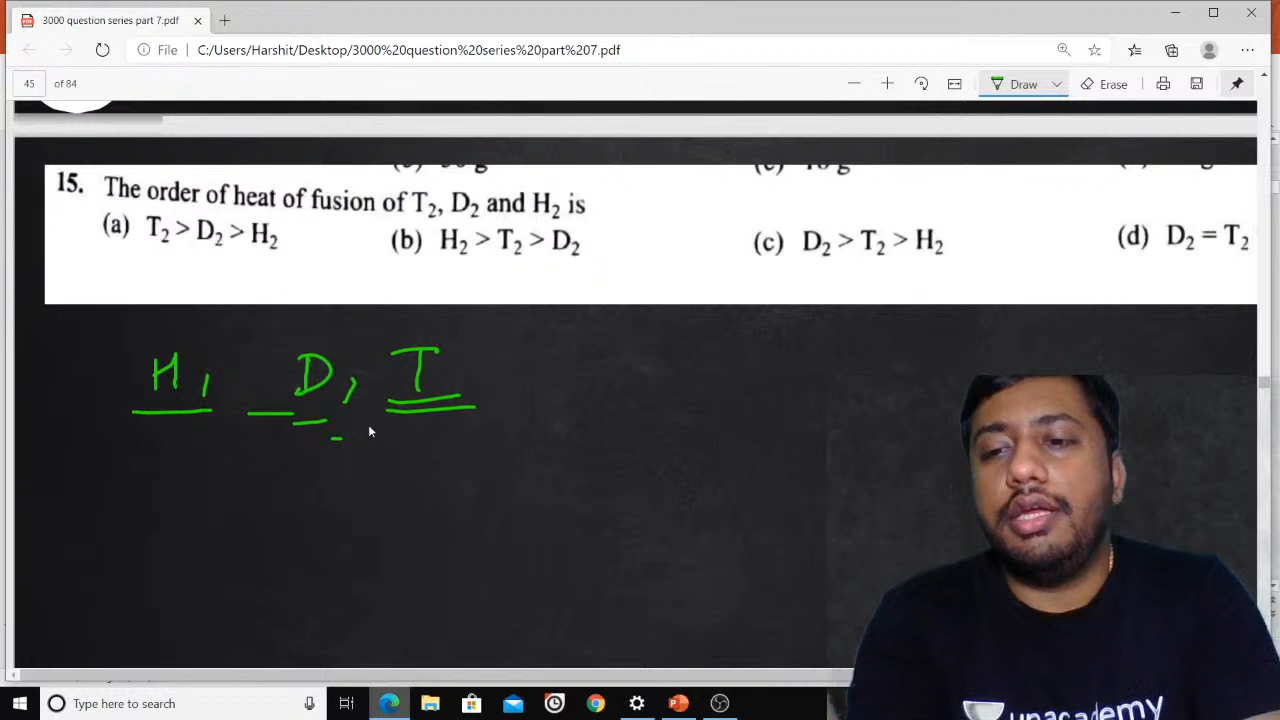 3000 question series part 7.pdf
File
C:/Users/Harshit/Desktop/3000%20question%20series%20part%207.pdf
45 of 84
Draw
Erase
15. The order of heat of fusion of T₂, D₂ and H₂ is
(a) T₂ > D₂ > H₂ (b) H₂ > T₂ > D₂ (c) D₂ > T₂ > H₂ (d) D₂ = T₂
H, D, T
unacademy
Type here to search